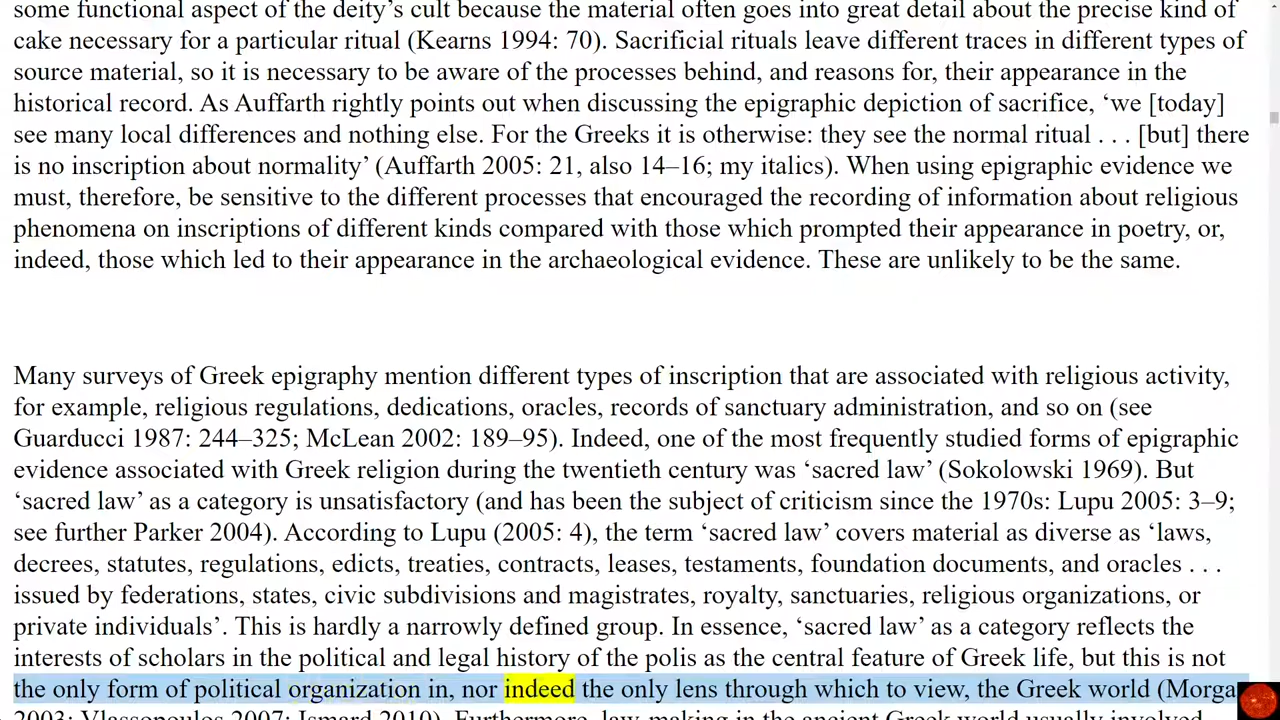 some functional aspect of the deity’s cult because the material often goes into great detail about the precise kind of
cake necessary for a particular ritual (Kearns 1994: 70). Sacrificial rituals leave different traces in different types of
source material, so it is necessary to be aware of the processes behind, and reasons for, their appearance in the
historical record. As Auffarth rightly points out when discussing the epigraphic depiction of sacrifice, ‘we [today]
see many local differences and nothing else. For the Greeks it is otherwise: they see the normal ritual . . . [but] there
is no inscription about normality’ (Auffarth 2005: 21, also 14–16; my italics). When using epigraphic evidence we
must, therefore, be sensitive to the different processes that encouraged the recording of information about religious
phenomena on inscriptions of different kinds compared with those which prompted their appearance in poetry, or,
indeed, those which led to their appearance in the archaeological evidence. These are unlikely to be the same.
Many surveys of Greek epigraphy mention different types of inscription that are associated with religious activity,
for example, religious regulations, dedications, oracles, records of sanctuary administration, and so on (see
Guarducci 1987: 244–325; McLean 2002: 189–95). Indeed, one of the most frequently studied forms of epigraphic
evidence associated with Greek religion during the twentieth century was ‘sacred law’ (Sokolowski 1969). But
‘sacred law’ as a category is unsatisfactory (and has been the subject of criticism since the 1970s: Lupu 2005: 3–9;
see further Parker 2004). According to Lupu (2005: 4), the term ‘sacred law’ covers material as diverse as ‘laws,
decrees, statutes, regulations, edicts, treaties, contracts, leases, testaments, foundation documents, and oracles . . .
issued by federations, states, civic subdivisions and magistrates, royalty, sanctuaries, religious organizations, or
private individuals’. This is hardly a narrowly defined group. In essence, ‘sacred law’ as a category reflects the
interests of scholars in the political and legal history of the polis as the central feature of Greek life, but this is not
the only form of political organization in, nor indeed the only lens through which to view, the Greek world (Morga
2003; Vlassopoulos 2007; Ismard 2010). Furthermore, law-making in the ancient Greek world usually involved